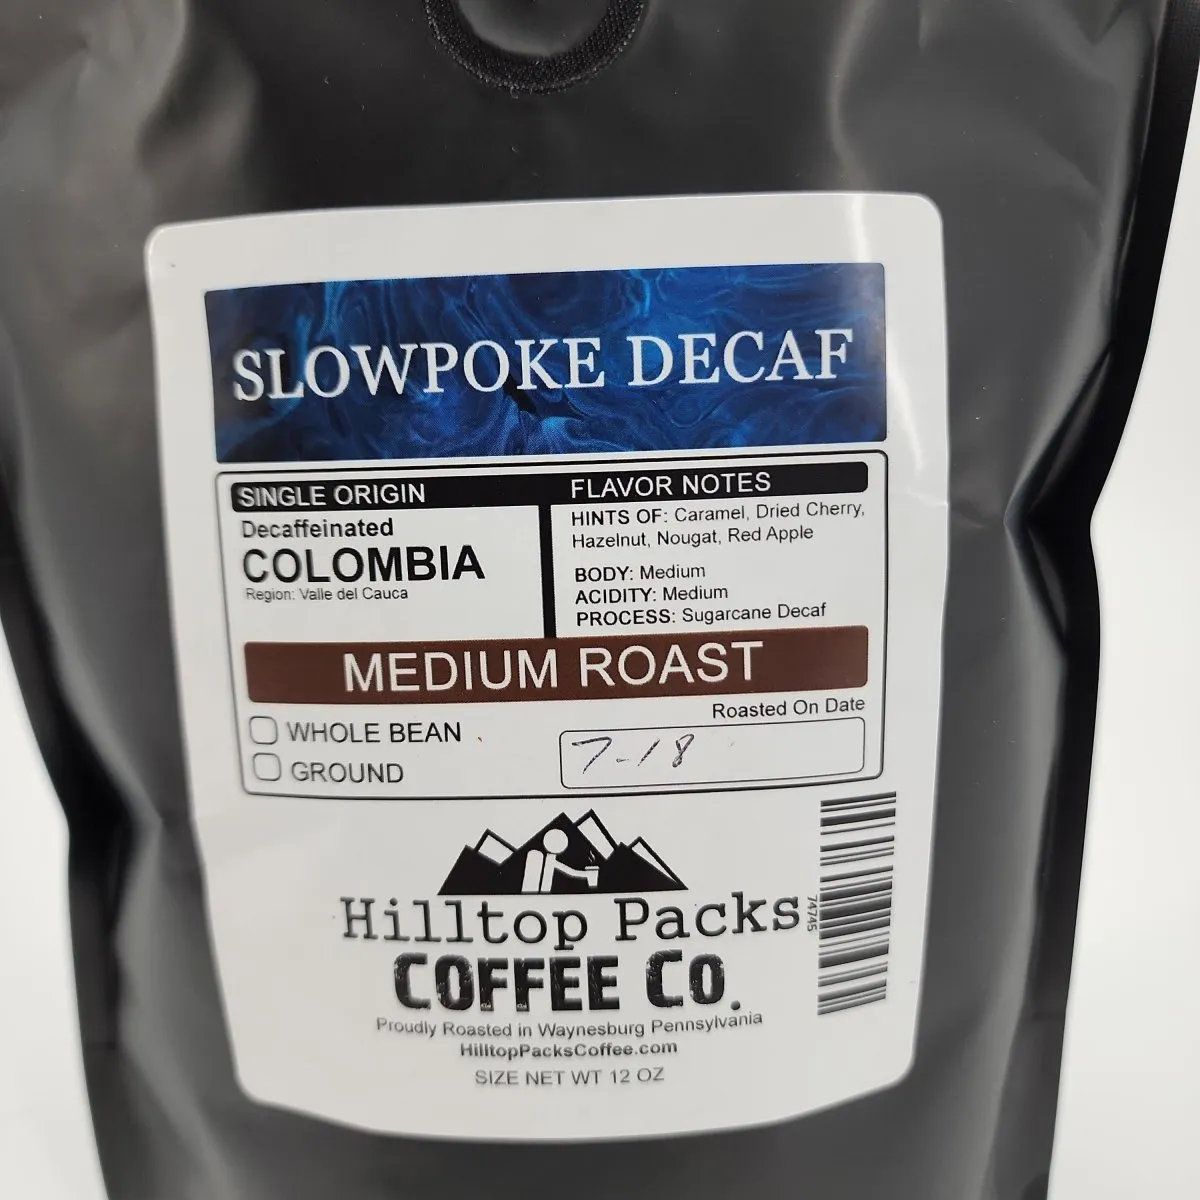 SLOWPOKE DECAF
SINGLE ORIGIN
Decaffeinated
COLOMBIA
Region: Valle del Cauca
FLAVOR NOTES
HINTS OF: Caramel, Dried Cherry,
Hazelnut, Nougat, Red Apple
BODY: Medium
ACIDITY: Medium
PROCESS: Sugarcane Decaf
MEDIUM ROAST
WHOLE BEAN
GROUND
Roasted On Date
7-18
Hilltop Packs
COFFEE CO.
Proudly Roasted in Waynesburg Pennsylvania
HilltopPacksCoffee.com
SIZE NET WT 12 OZ
74745